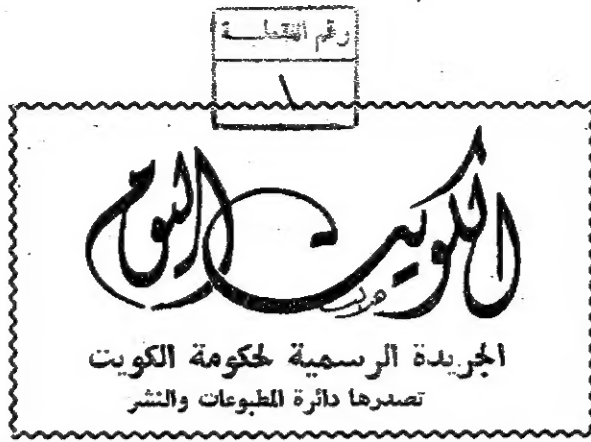 رقم القطعة
١
الكويت اليوم
الجريدة الرسمية لحكومة الكويت
تصدرها دائرة المطبوعات والنشر